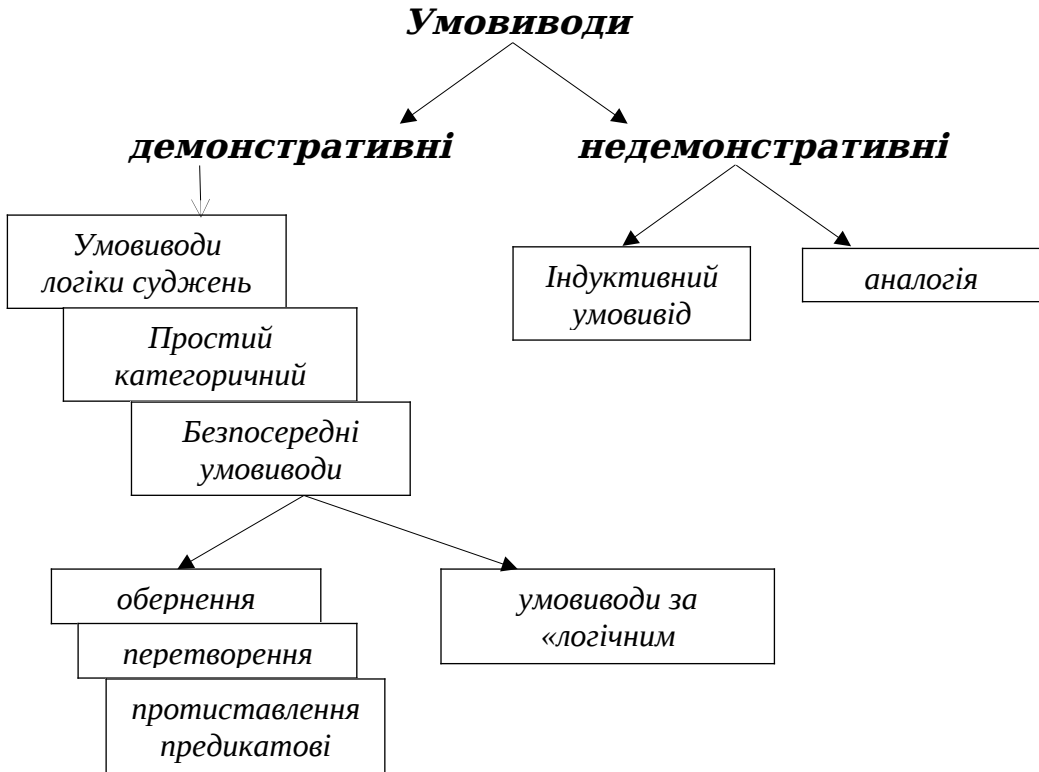 Умовиводи
демонстративні
недемонстративні
Умовиводи
логіки суджень
Індуктивний
умовивід
аналогія
Простий
категоричний
Безпосередні
умовиводи
обернення
умовиводи за
«логічним
перетворення
протиставлення
предикатові